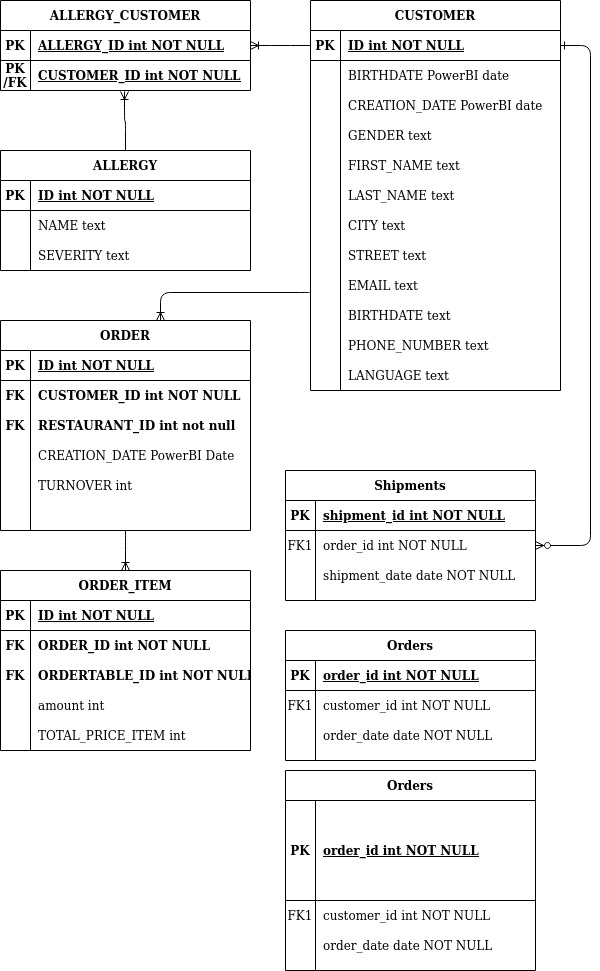 ALLERGY_CUSTOMER
PK ALLERGY_ID int NOT NULL
PK
/FK CUSTOMER_ID int NOT NULL
ALLERGY
PK ID int NOT NULL
NAME text
SEVERITY text
CUSTOMER
PK ID int NOT NULL
BIRTHDATE PowerBI date
CREATION_DATE PowerBI date
GENDER text
FIRST_NAME text
LAST_NAME text
CITY text
STREET text
EMAIL text
BIRTHDATE text
PHONE_NUMBER text
LANGUAGE text
ORDER
PK ID int NOT NULL
FK CUSTOMER_ID int NOT NULL
FK RESTAURANT_ID int not null
CREATION_DATE PowerBI Date
TURNOVER int
ORDER_ITEM
PK ID int NOT NULL
FK ORDER_ID int NOT NULL
FK ORDERTABLE_ID int NOT NULL
amount int
TOTAL_PRICE_ITEM int
Shipments
PK shipment_id int NOT NULL
FK1 order_id int NOT NULL
shipment_date date NOT NULL
Orders
PK order_id int NOT NULL
FK1 customer_id int NOT NULL
order_date date NOT NULL
Orders
PK order_id int NOT NULL
FK1 customer_id int NOT NULL
order_date date NOT NULL